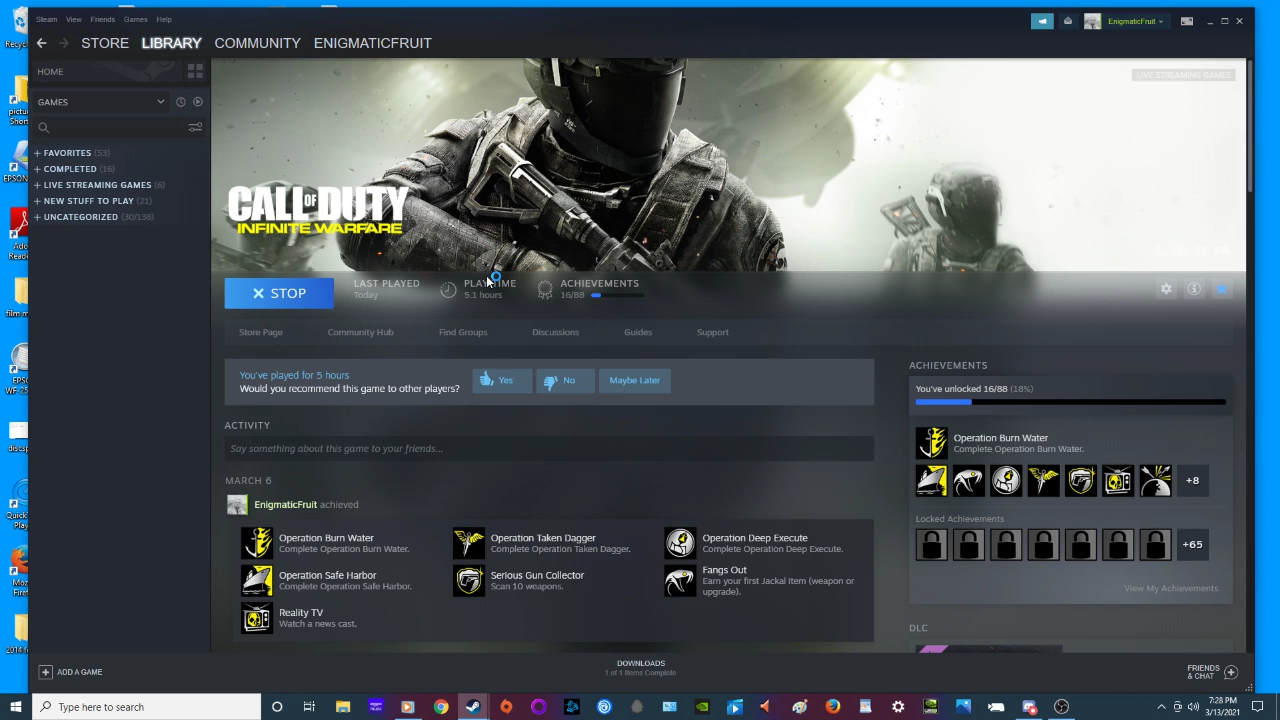 Steam View Friends Games Help
EnigmaticFruit
STORE LIBRARY COMMUNITY ENIGMATICFRUIT
HOME
LIVE STREAMING GAMES
GAMES
FAVORITES (53)
COMPLETED (16)
LIVE STREAMING GAMES (6)
NEW STUFF TO PLAY (21)
UNCATEGORIZED (30/138)
CALL OF DUTY
INFINITE WARFARE
STOP
LAST PLAYED
Today
PLAY TIME
5.1 hours
ACHIEVEMENTS
16/88
Store Page Community Hub Find Groups Discussions Guides Support
You've played for 5 hours
Would you recommend this game to other players?
Yes No Maybe Later
ACTIVITY
Say something about this game to your friends...
MARCH 6
EnigmaticFruit achieved
Operation Burn Water
Complete Operation Burn Water.
Operation Taken Dagger
Complete Operation Taken Dagger.
Operation Deep Execute
Complete Operation Deep Execute.
Operation Safe Harbor
Complete Operation Safe Harbor.
Serious Gun Collector
Scan 10 weapons.
Fangs Out
Earn your first Jackal Item (weapon or
upgrade).
Reality TV
Watch a news cast.
ACHIEVEMENTS
You've unlocked 16/88 (18%)
Operation Burn Water
Complete Operation Burn Water.
+8
Locked Achievements
+65
View My Achievements
DLC
ADD A GAME
DOWNLOADS
1 of 1 Items Complete
FRIENDS
& CHAT
Type here to search
7:28 PM
3/13/2021